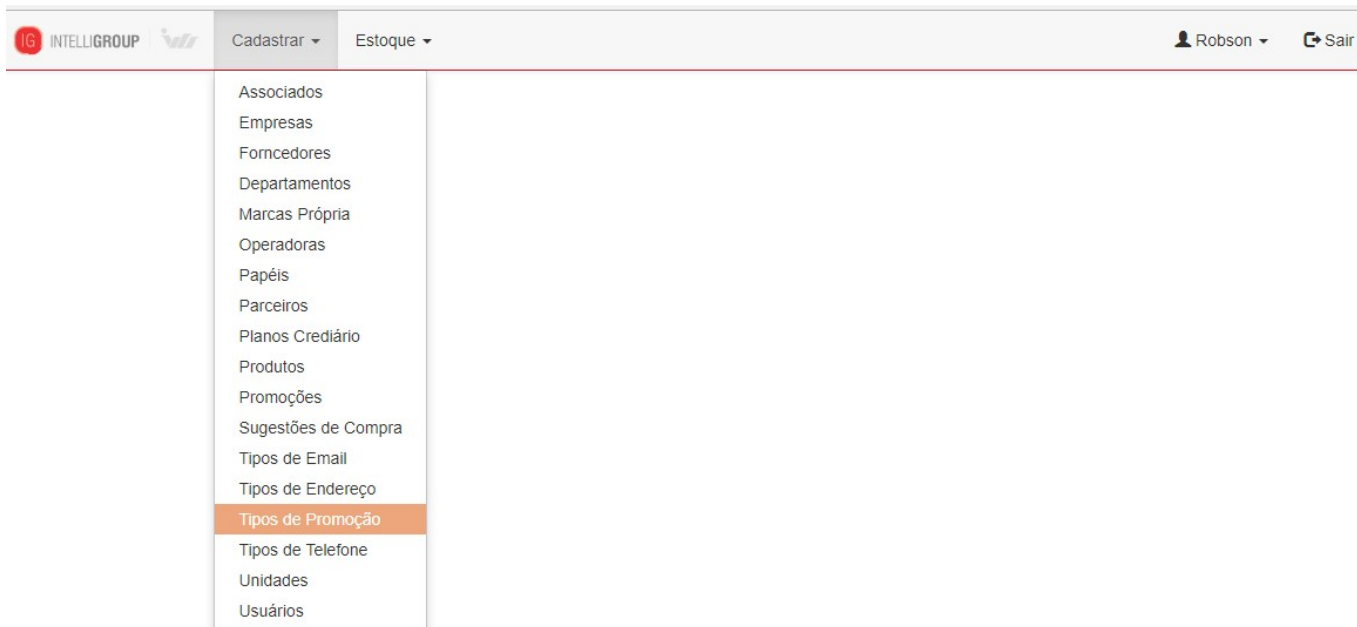 IG INTELLIGROUP Cadastrar Estoque Robson Sair
Associados
Empresas
Forncedores
Departamentos
Marcas Própria
Operadoras
Papéis
Parceiros
Planos Crediário
Produtos
Promoções
Sugestões de Compra
Tipos de Email
Tipos de Endereço
Tipos de Promoção
Tipos de Telefone
Unidades
Usuários